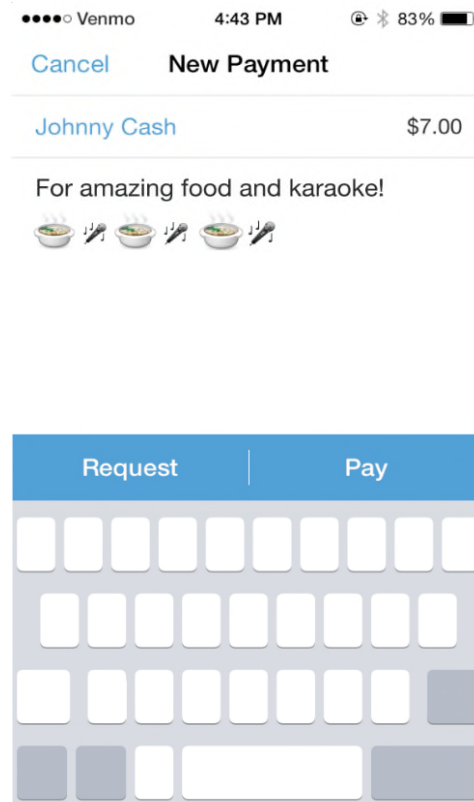 Venmo 4:43 PM 83%
Cancel New Payment
Johnny Cash $7.00
For amazing food and karaoke!
🍲🎤🍲🎤🍲🎤
Request Pay